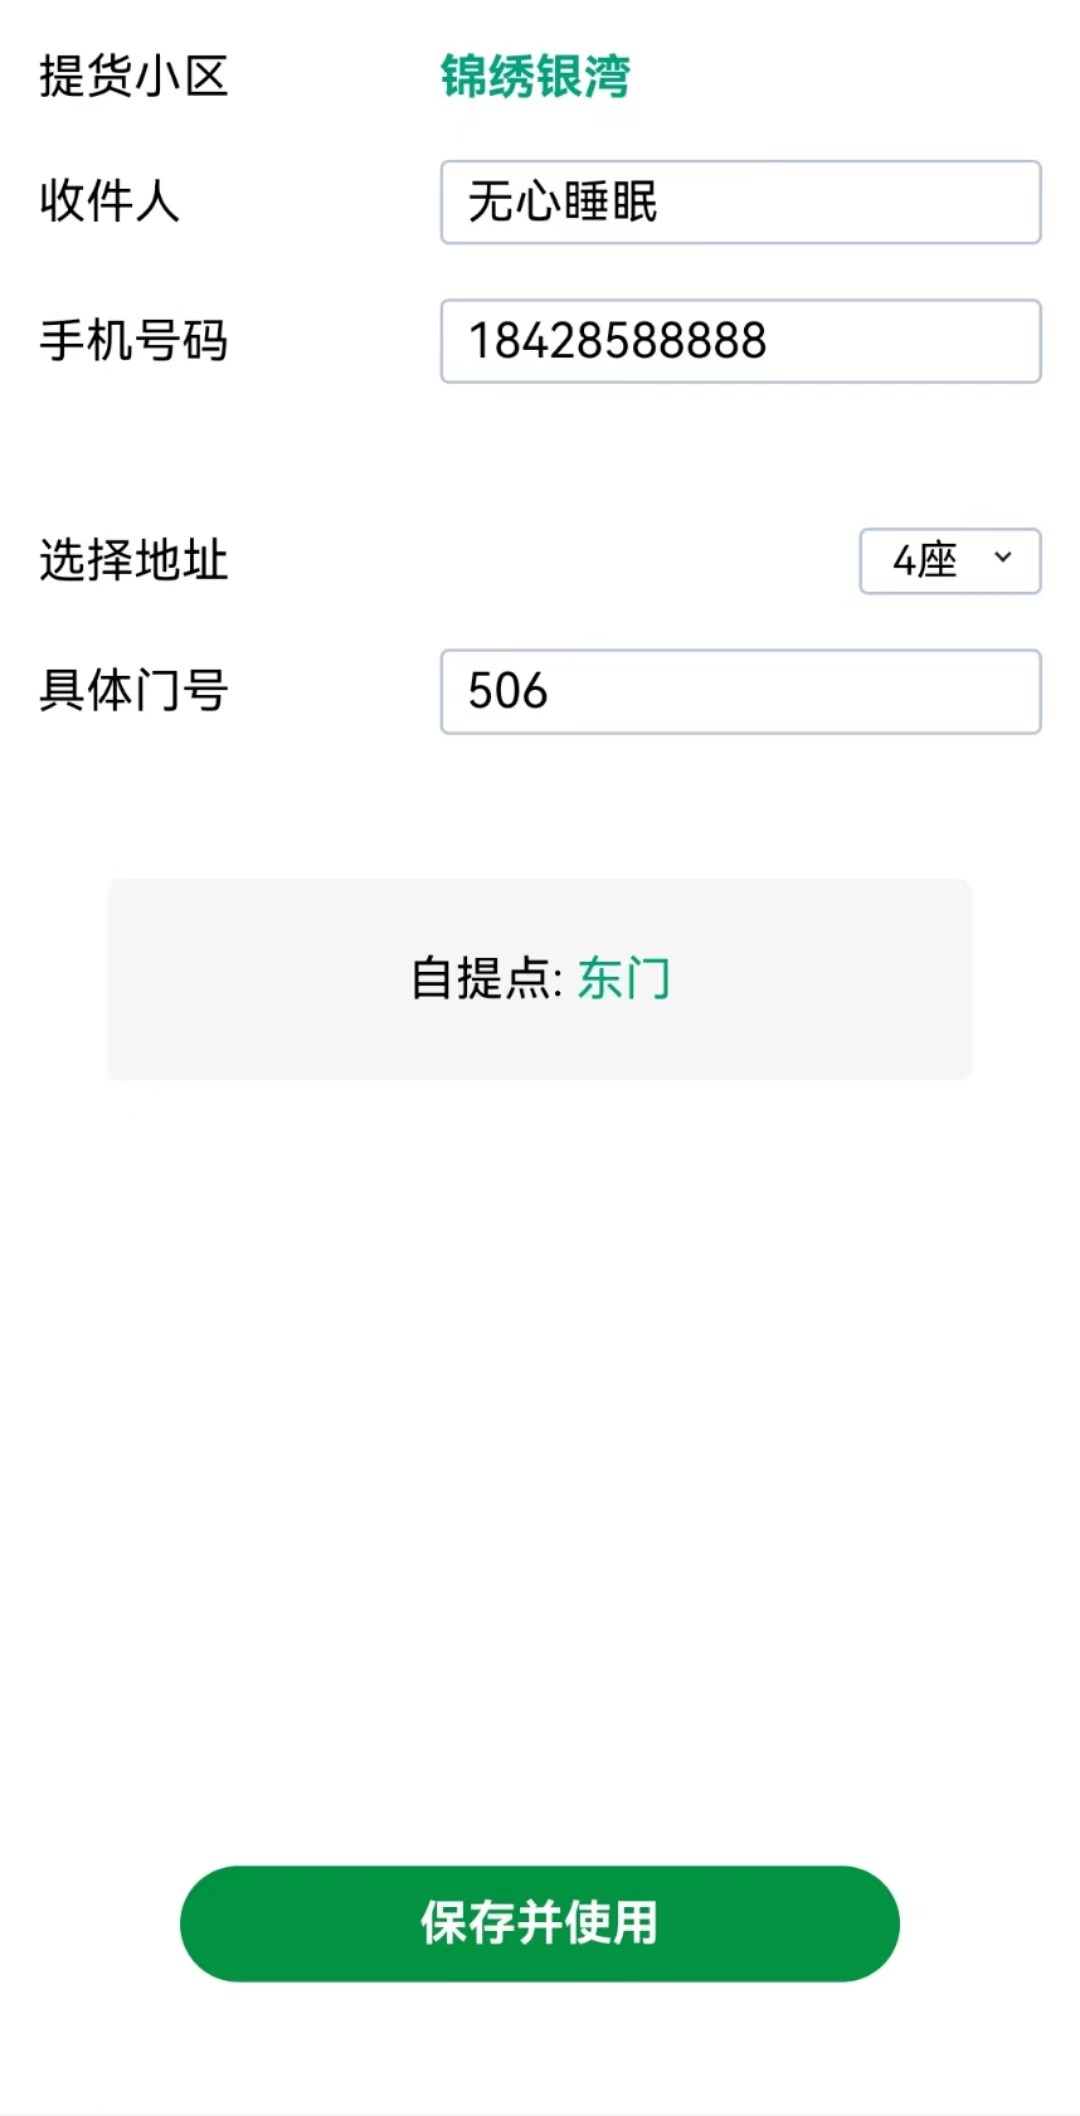 提货小区 锦绣银湾
收件人 无心睡眠
手机号码 18428588888
选择地址 4座
具体门号 506
自提点: 东门
保存并使用